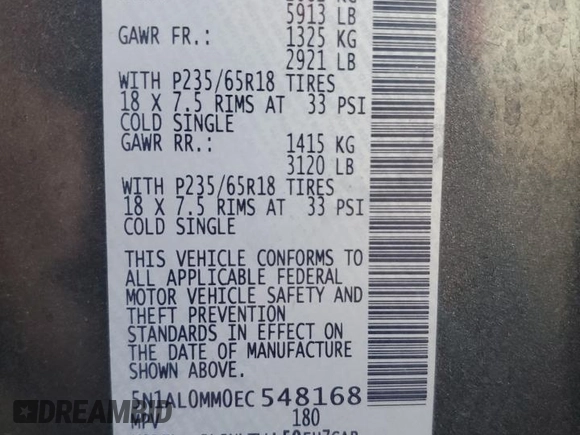 5913 LB
GAWR FR.: 1325 KG
2921 LB
WITH P235/65R18 TIRES
18 X 7.5 RIMS AT 33 PSI
COLD SINGLE
GAWR RR.: 1415 KG
3120 LB
WITH P235/65R18 TIRES
18 X 7.5 RIMS AT 33 PSI
COLD SINGLE
THIS VEHICLE CONFORMS TO
ALL APPLICABLE FEDERAL
MOTOR VEHICLE SAFETY AND
THEFT PREVENTION
STANDARDS IN EFFECT ON
THE DATE OF MANUFACTURE
SHOWN ABOVE.
5N1AL0MM0EC 548168
MPV 180
DREAMBID